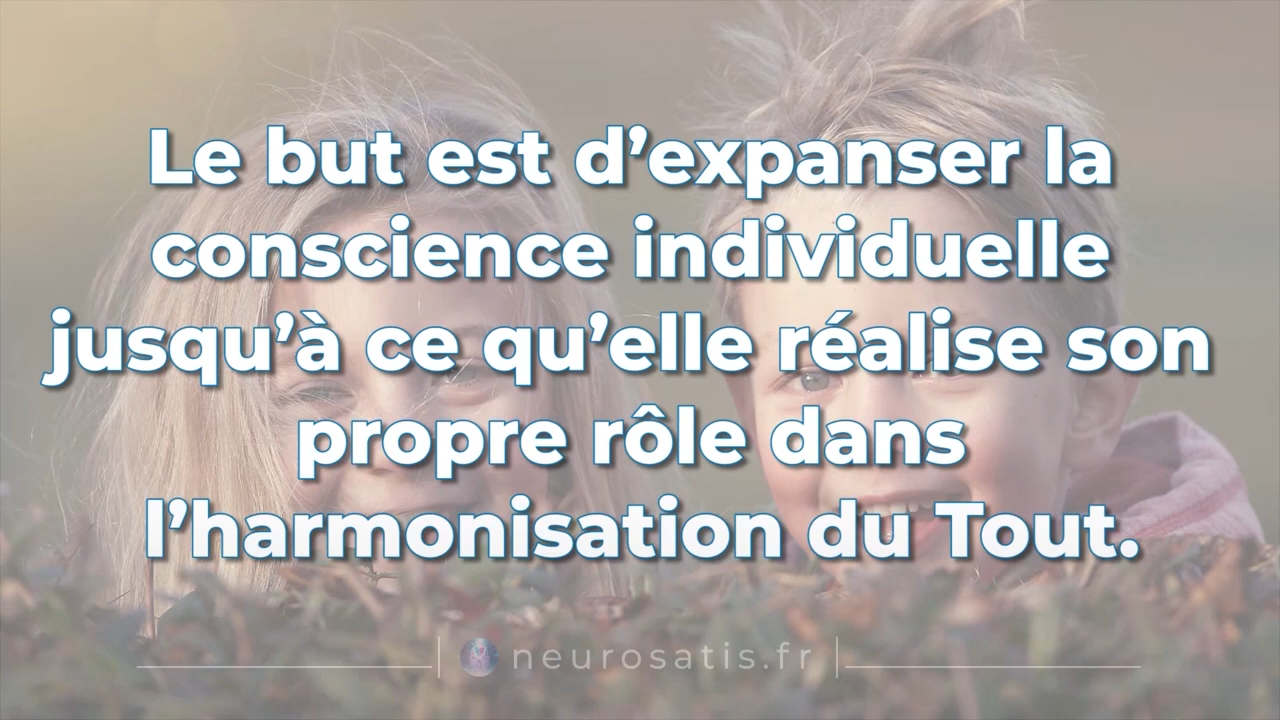 Le but est d’expanser la
conscience individuelle
jusqu’à ce qu’elle réalise son
propre rôle dans
l’harmonisation du Tout.
neurosatis.fr